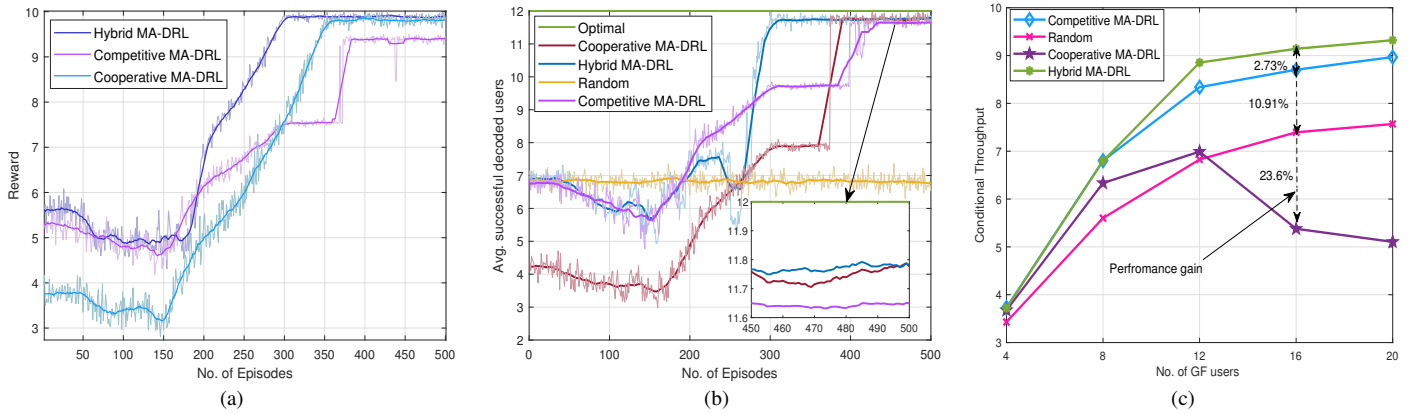 Hybrid MA-DRL
Competitive MA-DRL
Cooperative MA-DRL
Reward
10
9
8
7
6
5
4
3
50 100 150 200 250 300 350 400 450 500
No. of Episodes
(a)
Optimal
Cooperative MA-DRL
Hybrid MA-DRL
Random
Competitive MA-DRL
Avg. successful decoded users
12
11
10
9
8
7
6
5
4
3
2
1
0
0 100 200 300 400 500
No. of Episodes
12
11.9
11.8
11.7
11.6
450 460 470 480 490 500
(b)
Competitive MA-DRL
Random
Cooperative MA-DRL
Hybrid MA-DRL
Conditional Throughput
10
9
8
7
6
5
4
3
2.73%
10.91%
23.6%
Perfromance gain
4 8 12 16 20
No. of GF users
(c)